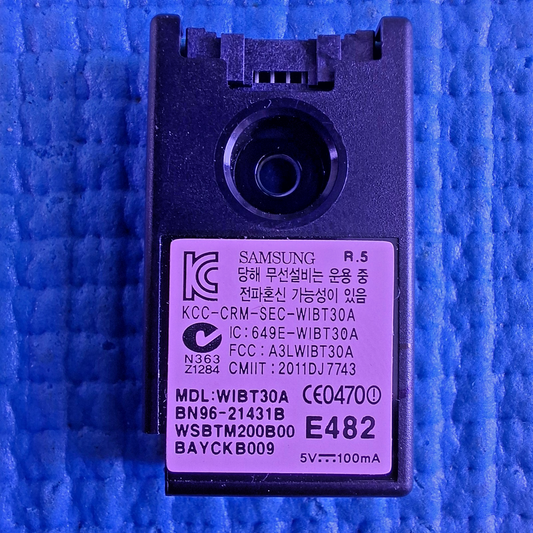 SAMSUNG R.5
당해 무선설비는 운용 중
전파혼신 가능성이 있음
KCC-CRM-SEC-WIBT30A
IC:649E-WIBT30A
FCC: A3LWIBT30A
CMIIT: 2011DJ7743
N363
Z1284
MDL:WIBT30A CE0470
BN96-21431B
WSBTM200B00 E482
BAYCKB009
5V⎓100mA